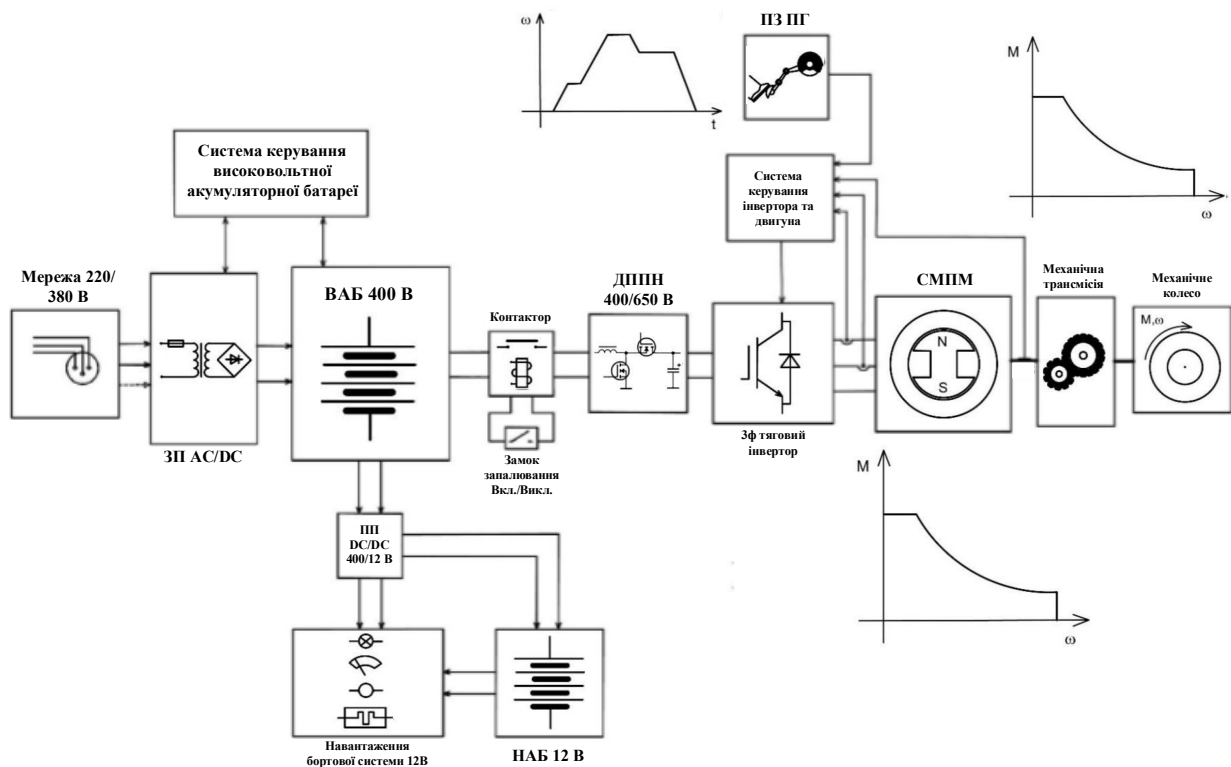 ω
t
ПЗ ПГ
M
ω
Система керування
високовольтної
акумуляторної батареї
Система
керування
інвертора та
двигуна
Мережа 220/
380 В
ЗП AC/DC
ВАБ 400 В
Контактор
Замок
запалювання
Вкл./Викл.
ДППН
400/650 В
3ф тяговий
інвертор
СМПМ
N
S
Механічна
трансмісія
Механічне
колесо
M,ω
ПП
DC/DC
400/12 В
Навантаження
бортової системи 12В
НАБ 12 В
M
ω